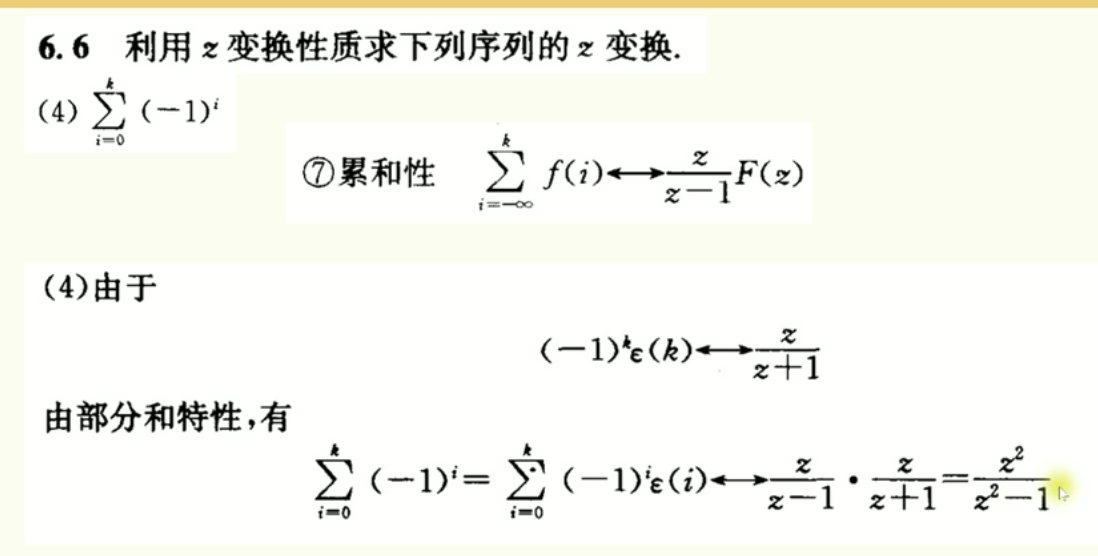 6.6 利用 z 变换性质求下列序列的 z 变换.
(4) $\sum_{i=0}^{k} (-1)^i$
⑦累和性 $\sum_{i=-\infty}^{k} f(i) \longleftrightarrow \frac{z}{z-1} F(z)$
(4)由于
$(-1)^k \varepsilon(k) \longleftrightarrow \frac{z}{z+1}$
由部分和特性,有
$\sum_{i=0}^{k} (-1)^i = \sum_{i=0}^{k} (-1)^i \varepsilon(i) \longleftrightarrow \frac{z}{z-1} \cdot \frac{z}{z+1} = \frac{z^2}{z^2-1}$